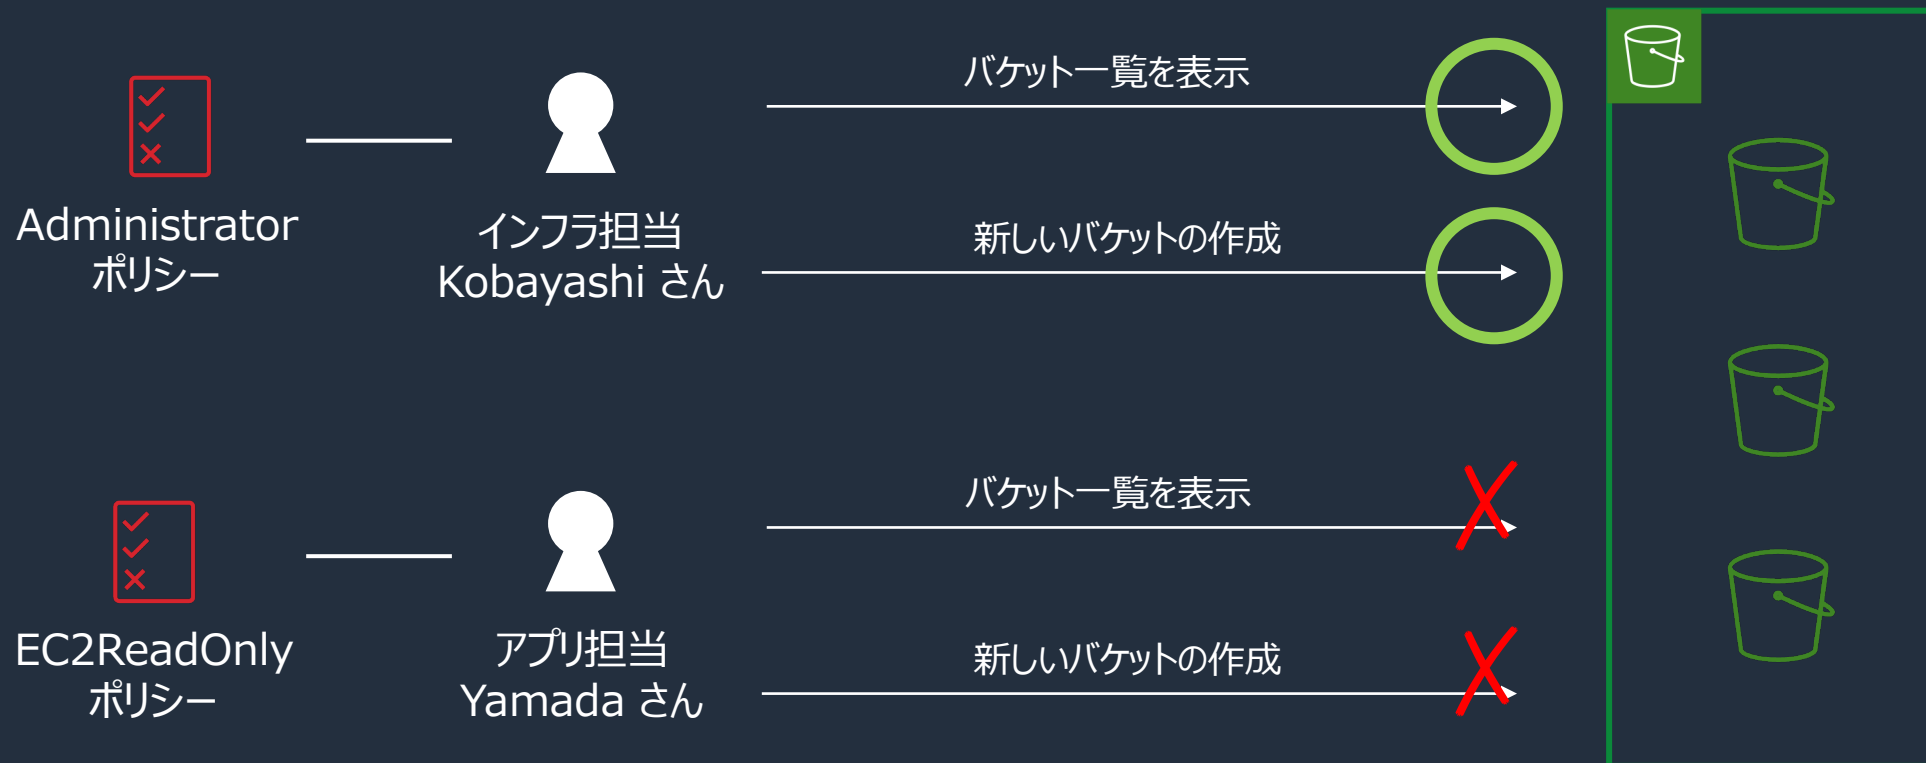 バケット一覧を表示
Administrator
ポリシー
インフラ担当
Kobayashi さん
新しいバケットの作成
バケット一覧を表示
EC2ReadOnly
ポリシー
アプリ担当
Yamada さん
新しいバケットの作成